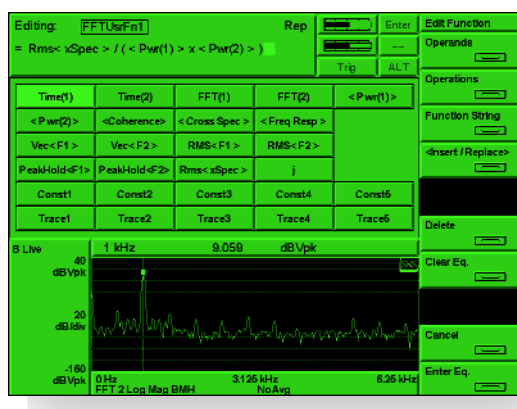 Editing: FFTUsrFn1 Rep Enter
= Rms< xSpec > / ( < Pwr(1) > x < Pwr(2) > ) --
Trig ALT
Edit Function
Operands
Operations
Function String
<Insert / Replace>
Delete
Clear Eq.
Cancel
Enter Eq.
Time(1) Time(2) FFT(1) FFT(2) < Pwr(1) >
< Pwr(2) > <Coherence> < Cross Spec > < Freq Resp >
Vec< F1 > Vec< F2 > RMS< F1 > RMS< F2 >
PeakHold<F1> PeakHold<F2> Rms< xSpec > j
Const1 Const2 Const3 Const4 Const5
Trace1 Trace2 Trace3 Trace4 Trace5
B Live 1 kHz 9.059 dBVpk
40
dBVpk
20
dB/div
-160
dBVpk
0 Hz 3.125 kHz 6.25 kHz
FFT 2 Log Mag BMH No Avg